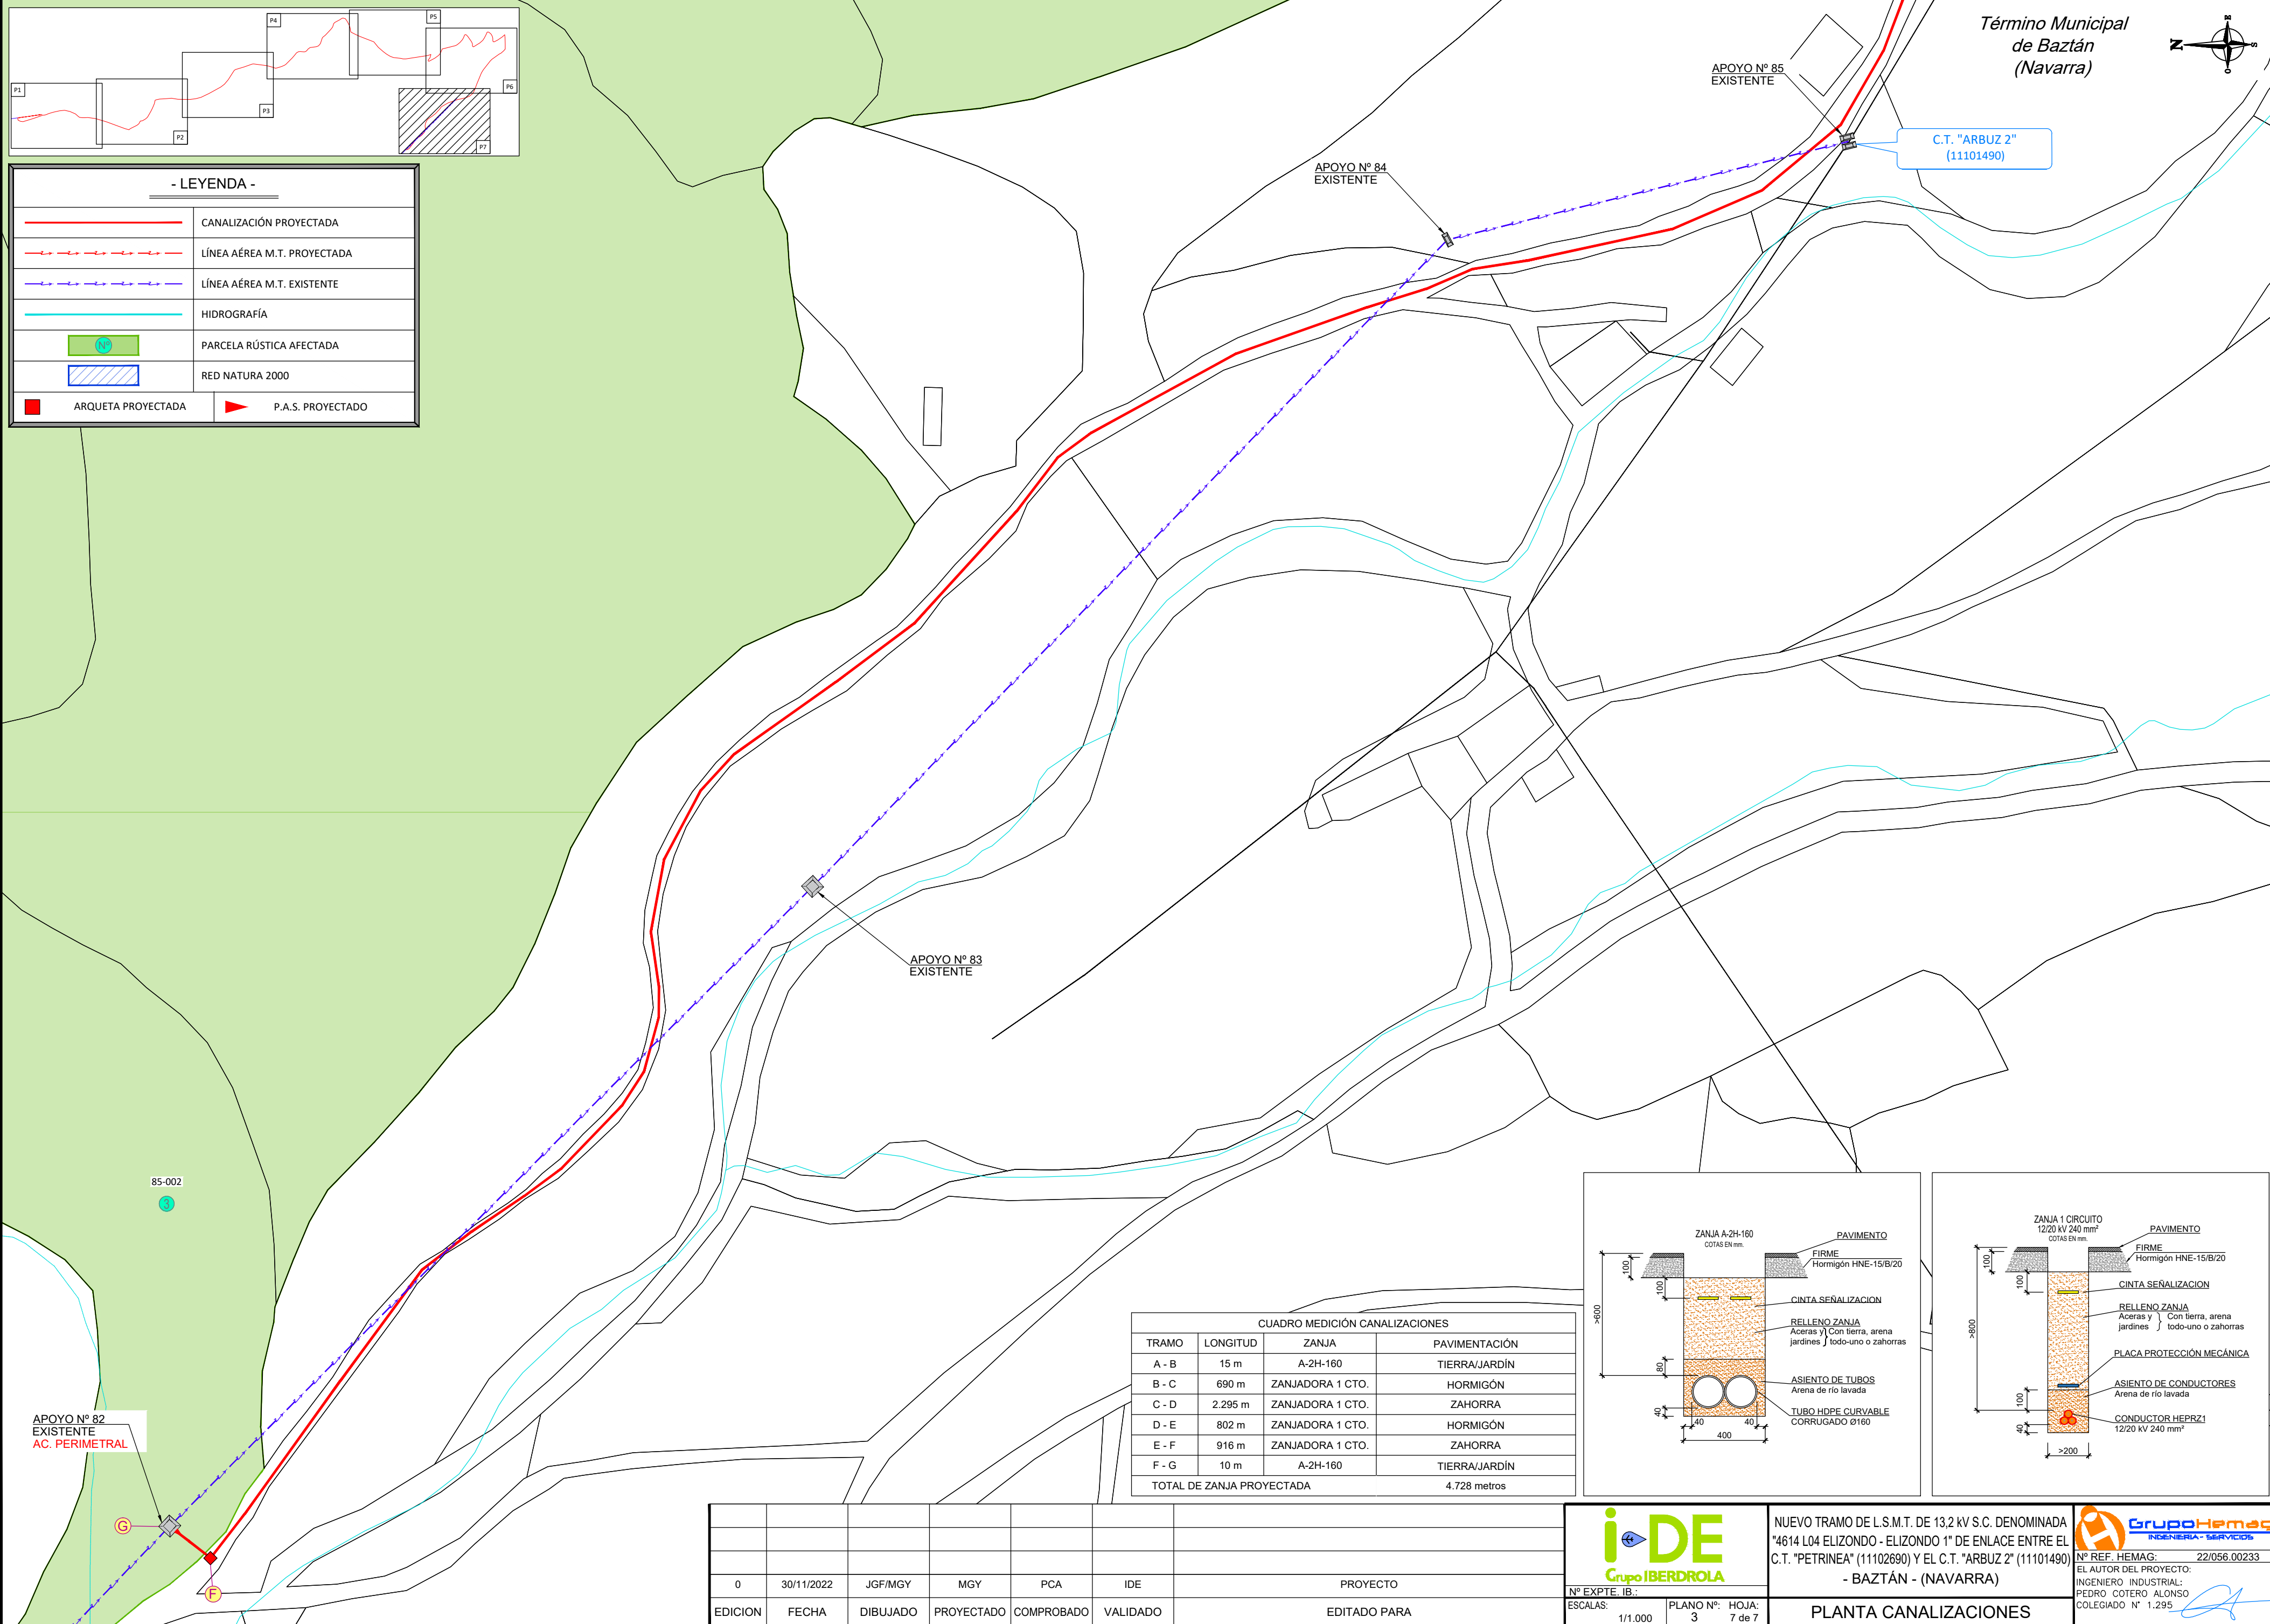 P1
P2
P3
P4
P5
P6
P7
Término Municipal
de Baztán
(Navarra)
N
S
O
- LEYENDA -
CANALIZACIÓN PROYECTADA
LÍNEA AÉREA M.T. PROYECTADA
LÍNEA AÉREA M.T. EXISTENTE
HIDROGRAFÍA
Nº PARCELA RÚSTICA AFECTADA
RED NATURA 2000
ARQUETA PROYECTADA P.A.S. PROYECTADO
APOYO Nº 85
EXISTENTE
C.T. "ARBUZ 2"
(11101490)
APOYO Nº 84
EXISTENTE
APOYO Nº 83
EXISTENTE
85-002
3
APOYO Nº 82
EXISTENTE
AC. PERIMETRAL
G
F
CUADRO MEDICIÓN CANALIZACIONES
TRAMO LONGITUD ZANJA PAVIMENTACIÓN
A - B 15 m A-2H-160 TIERRA/JARDÍN
B - C 690 m ZANJADORA 1 CTO. HORMIGÓN
C - D 2.295 m ZANJADORA 1 CTO. ZAHORRA
D - E 802 m ZANJADORA 1 CTO. HORMIGÓN
E - F 916 m ZANJADORA 1 CTO. ZAHORRA
F - G 10 m A-2H-160 TIERRA/JARDÍN
TOTAL DE ZANJA PROYECTADA 4.728 metros
ZANJA A-2H-160
COTAS EN mm.
PAVIMENTO
FIRME
Hormigón HNE-15/B/20
CINTA SEÑALIZACION
RELLENO ZANJA
Aceras y } Con tierra, arena
jardines } todo-uno o zahorras
ASIENTO DE TUBOS
Arena de río lavada
TUBO HDPE CURVABLE
CORRUGADO Ø160
100
100
>600
80
40
40 40
400
ZANJA 1 CIRCUITO
12/20 kV 240 mm²
COTAS EN mm.
PAVIMENTO
FIRME
Hormigón HNE-15/B/20
CINTA SEÑALIZACION
RELLENO ZANJA
Aceras y } Con tierra, arena
jardines } todo-uno o zahorras
PLACA PROTECCIÓN MECÁNICA
ASIENTO DE CONDUCTORES
Arena de río lavada
CONDUCTOR HEPRZ1
12/20 kV 240 mm²
100
100
>800
100
40
>200
0 30/11/2022 JGF/MGY MGY PCA IDE PROYECTO
EDICION FECHA DIBUJADO PROYECTADO COMPROBADO VALIDADO EDITADO PARA
i-DE
Grupo IBERDROLA
Nº EXPTE. IB.:
ESCALAS:
1/1.000
PLANO Nº:
3
HOJA:
7 de 7
NUEVO TRAMO DE L.S.M.T. DE 13,2 kV S.C. DENOMINADA
"4614 L04 ELIZONDO - ELIZONDO 1" DE ENLACE ENTRE EL
C.T. "PETRINEA" (11102690) Y EL C.T. "ARBUZ 2" (11101490)
- BAZTÁN - (NAVARRA)
PLANTA CANALIZACIONES
GrupoHemag
INGENIERIA - SERVICIOS
Nº REF. HEMAG: 22/056.00233
EL AUTOR DEL PROYECTO:
INGENIERO INDUSTRIAL:
PEDRO COTERO ALONSO
COLEGIADO Nº 1.295